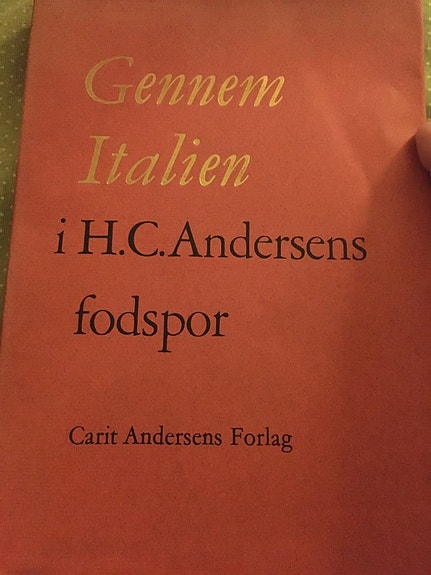 Gennem
Italien
i H.C.Andersens
fodspor
Carit Andersens Forlag